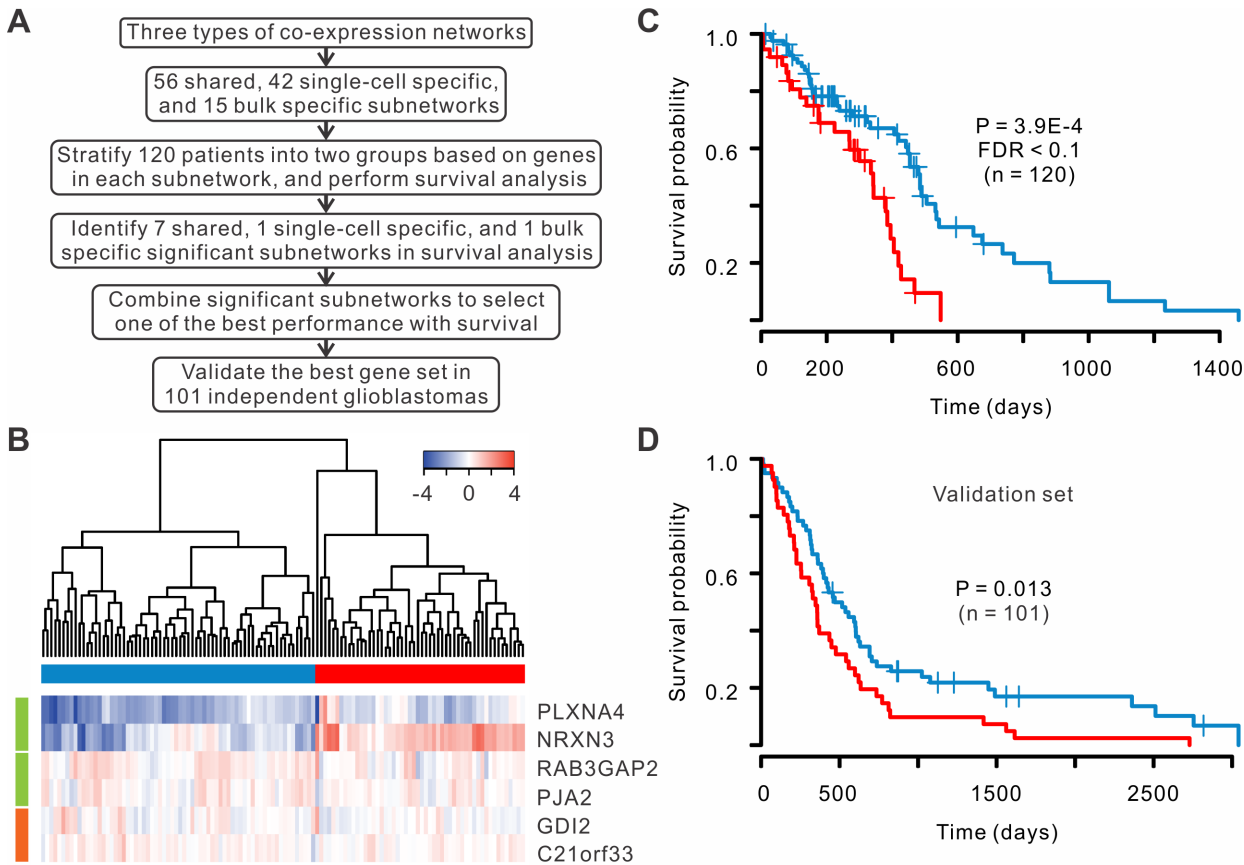 A
Three types of co-expression networks
56 shared, 42 single-cell specific,
and 15 bulk specific subnetworks
Stratify 120 patients into two groups based on genes
in each subnetwork, and perform survival analysis
Identify 7 shared, 1 single-cell specific, and 1 bulk
specific significant subnetworks in survival analysis
Combine significant subnetworks to select
one of the best performance with survival
Validate the best gene set in
101 independent glioblastomas
B
-4 0 4
PLXNA4
NRXN3
RAB3GAP2
PJA2
GDI2
C21orf33
C
Survival probability
1.0
0.6
0.2
P = 3.9E-4
FDR < 0.1
(n = 120)
0 200 600 1000 1400
Time (days)
D
Survival probability
1.0
0.6
0.2
Validation set
P = 0.013
(n = 101)
0 500 1500 2500
Time (days)